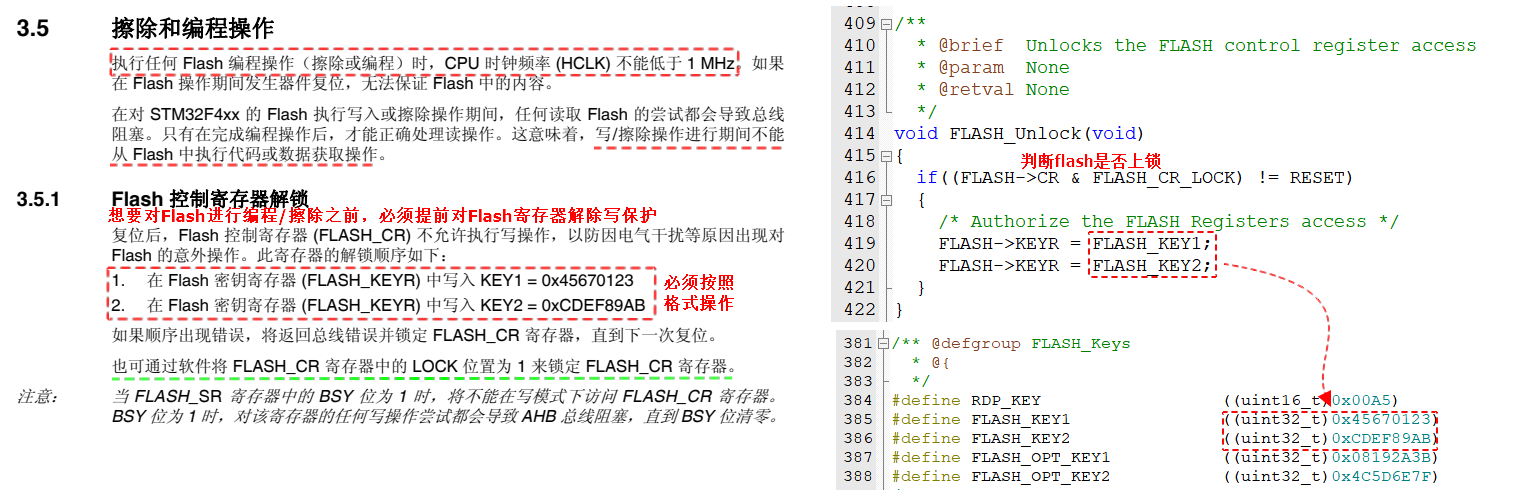 3.5 擦除和编程操作
执行任何 Flash 编程操作（擦除或编程）时，CPU 时钟频率 (HCLK) 不能低于 1 MHz。如果
在 Flash 操作期间发生器件复位，无法保证 Flash 中的内容。
在对 STM32F4xx 的 Flash 执行写入或擦除操作期间，任何读取 Flash 的尝试都会导致总线
阻塞。只有在完成编程操作后，才能正确处理读操作。这意味着，写/擦除操作进行期间不能
从 Flash 中执行代码或数据获取操作。
3.5.1 Flash 控制寄存器解锁
想要对Flash进行编程/擦除之前，必须提前对Flash寄存器解除写保护
复位后，Flash 控制寄存器 (FLASH_CR) 不允许执行写操作，以防因电气干扰等原因出现对
Flash 的意外操作。此寄存器的解锁顺序如下：
1. 在 Flash 密钥寄存器 (FLASH_KEYR) 中写入 KEY1 = 0x45670123
2. 在 Flash 密钥寄存器 (FLASH_KEYR) 中写入 KEY2 = 0xCDEF89AB
必须按照
格式操作
如果顺序出现错误，将返回总线错误并锁定 FLASH_CR 寄存器，直到下一次复位。
也可通过软件将 FLASH_CR 寄存器中的 LOCK 位置为 1 来锁定 FLASH_CR 寄存器。
注意： 当 FLASH_SR 寄存器中的 BSY 位为 1 时，将不能在写模式下访问 FLASH_CR 寄存器。
BSY 位为 1 时，对该寄存器的任何写操作尝试都会导致 AHB 总线阻塞，直到 BSY 位清零。
409 /**
410 * @brief Unlocks the FLASH control register access
411 * @param None
412 * @retval None
413 */
414 void FLASH_Unlock(void)
415 {
判断flash是否上锁
416 if((FLASH->CR & FLASH_CR_LOCK) != RESET)
417 {
418 /* Authorize the FLASH Registers access */
419 FLASH->KEYR = FLASH_KEY1;
420 FLASH->KEYR = FLASH_KEY2;
421 }
422 }
381 /** @defgroup FLASH_Keys
382 * @{
383 */
384 #define RDP_KEY ((uint16_t)0x00A5)
385 #define FLASH_KEY1 ((uint32_t)0x45670123)
386 #define FLASH_KEY2 ((uint32_t)0xCDEF89AB)
387 #define FLASH_OPT_KEY1 ((uint32_t)0x08192A3B)
388 #define FLASH_OPT_KEY2 ((uint32_t)0x4C5D6E7F)